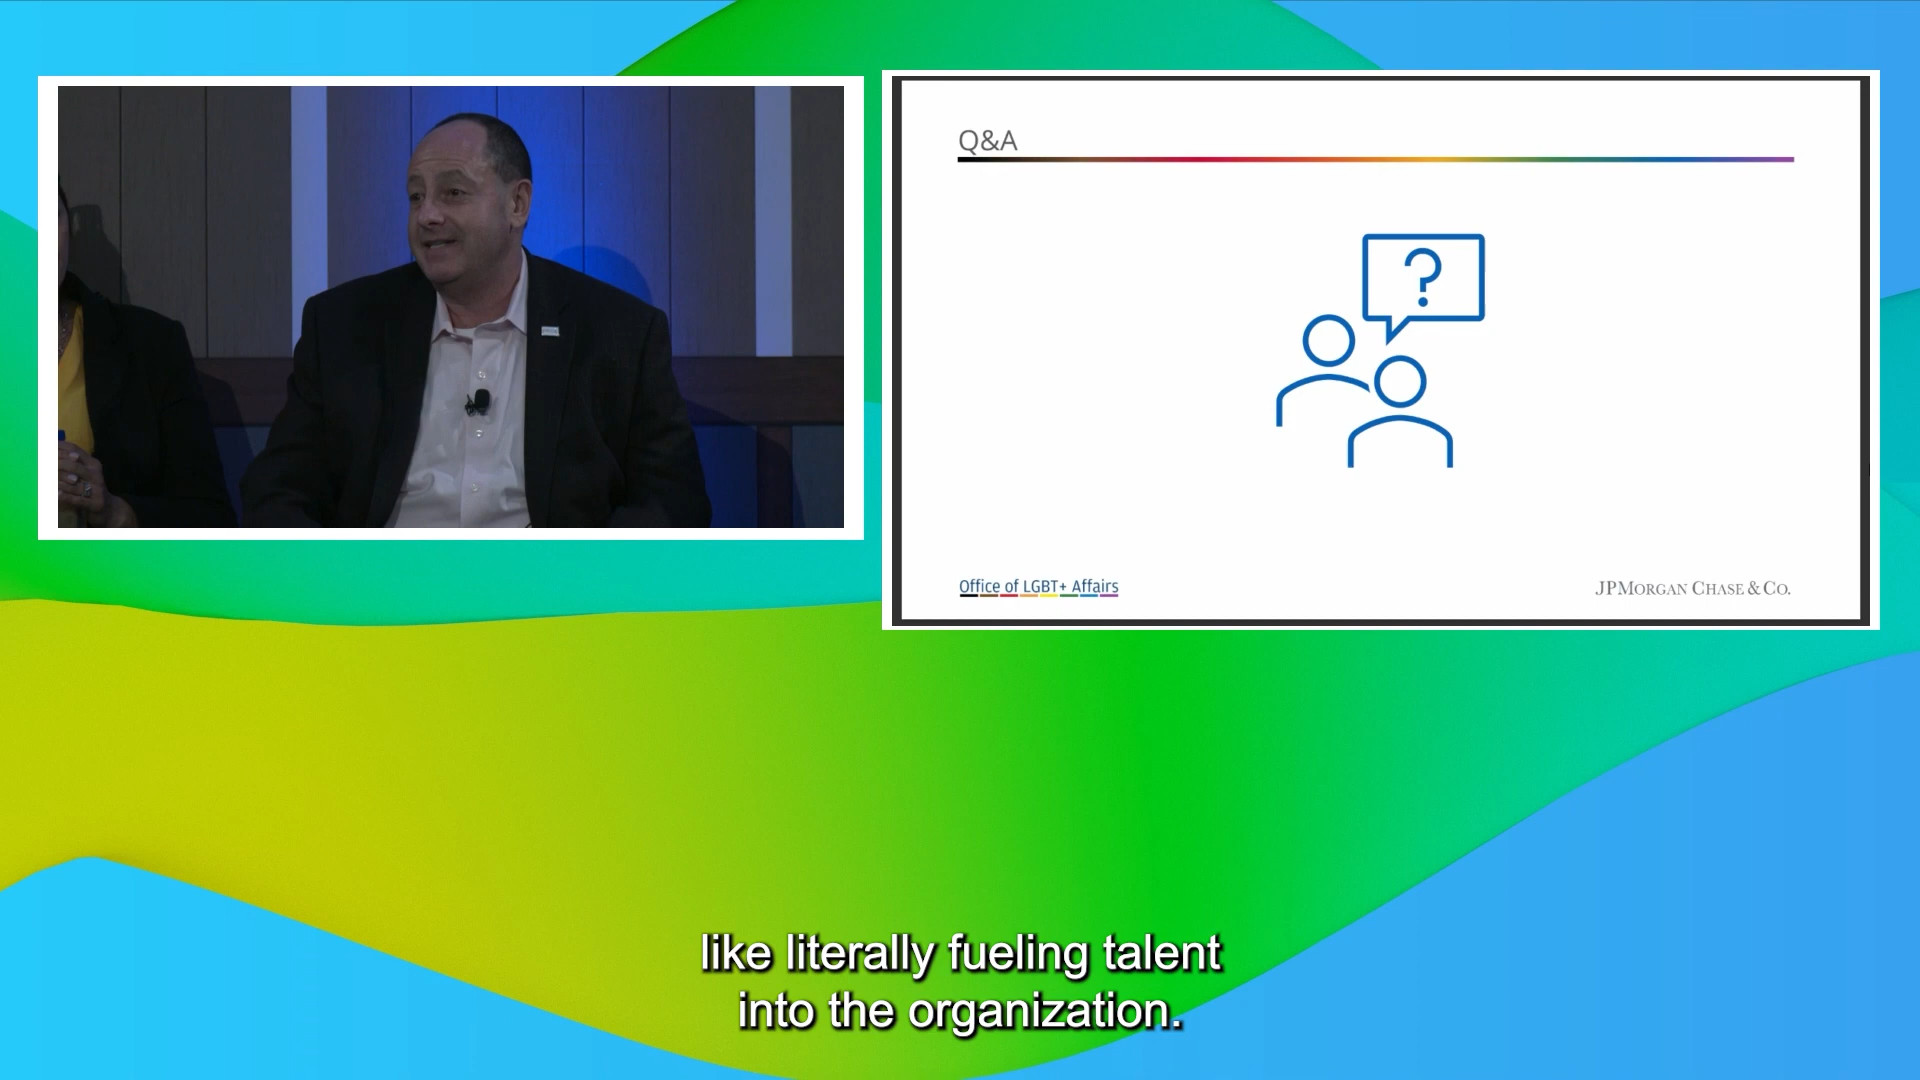 Q&A
?
Office of LGBT+ Affairs
JPMORGAN CHASE & CO.
like literally fueling talent
into the organization.